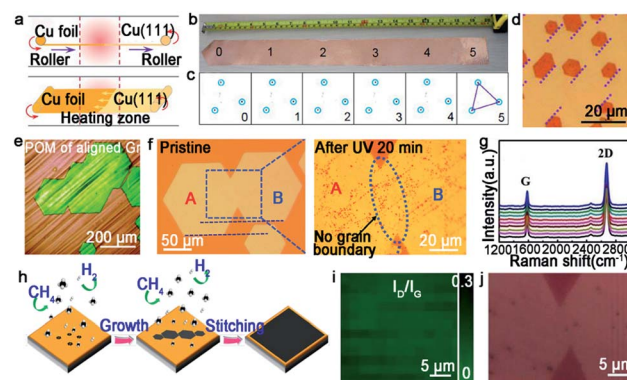 a
Cu foil
Cu(111)
Roller
Roller
Cu foil
Cu(111)
Heating zone
b
0
1
2
3
4
5
c
0
1
2
3
4
5
d
20 μm
e
POM of aligned Gr
200 μm
f
Pristine
A
B
50 μm
After UV 20 min
A
B
No grain
boundary
20 μm
g
Intensity(a.u.)
G
2D
1200
1600
2000
2400
2800
Raman shift(cm⁻¹)
h
CH4
H2
CH4
H2
Growth
Stitching
i
ID/IG
0.3
0
5 μm
j
5 μm